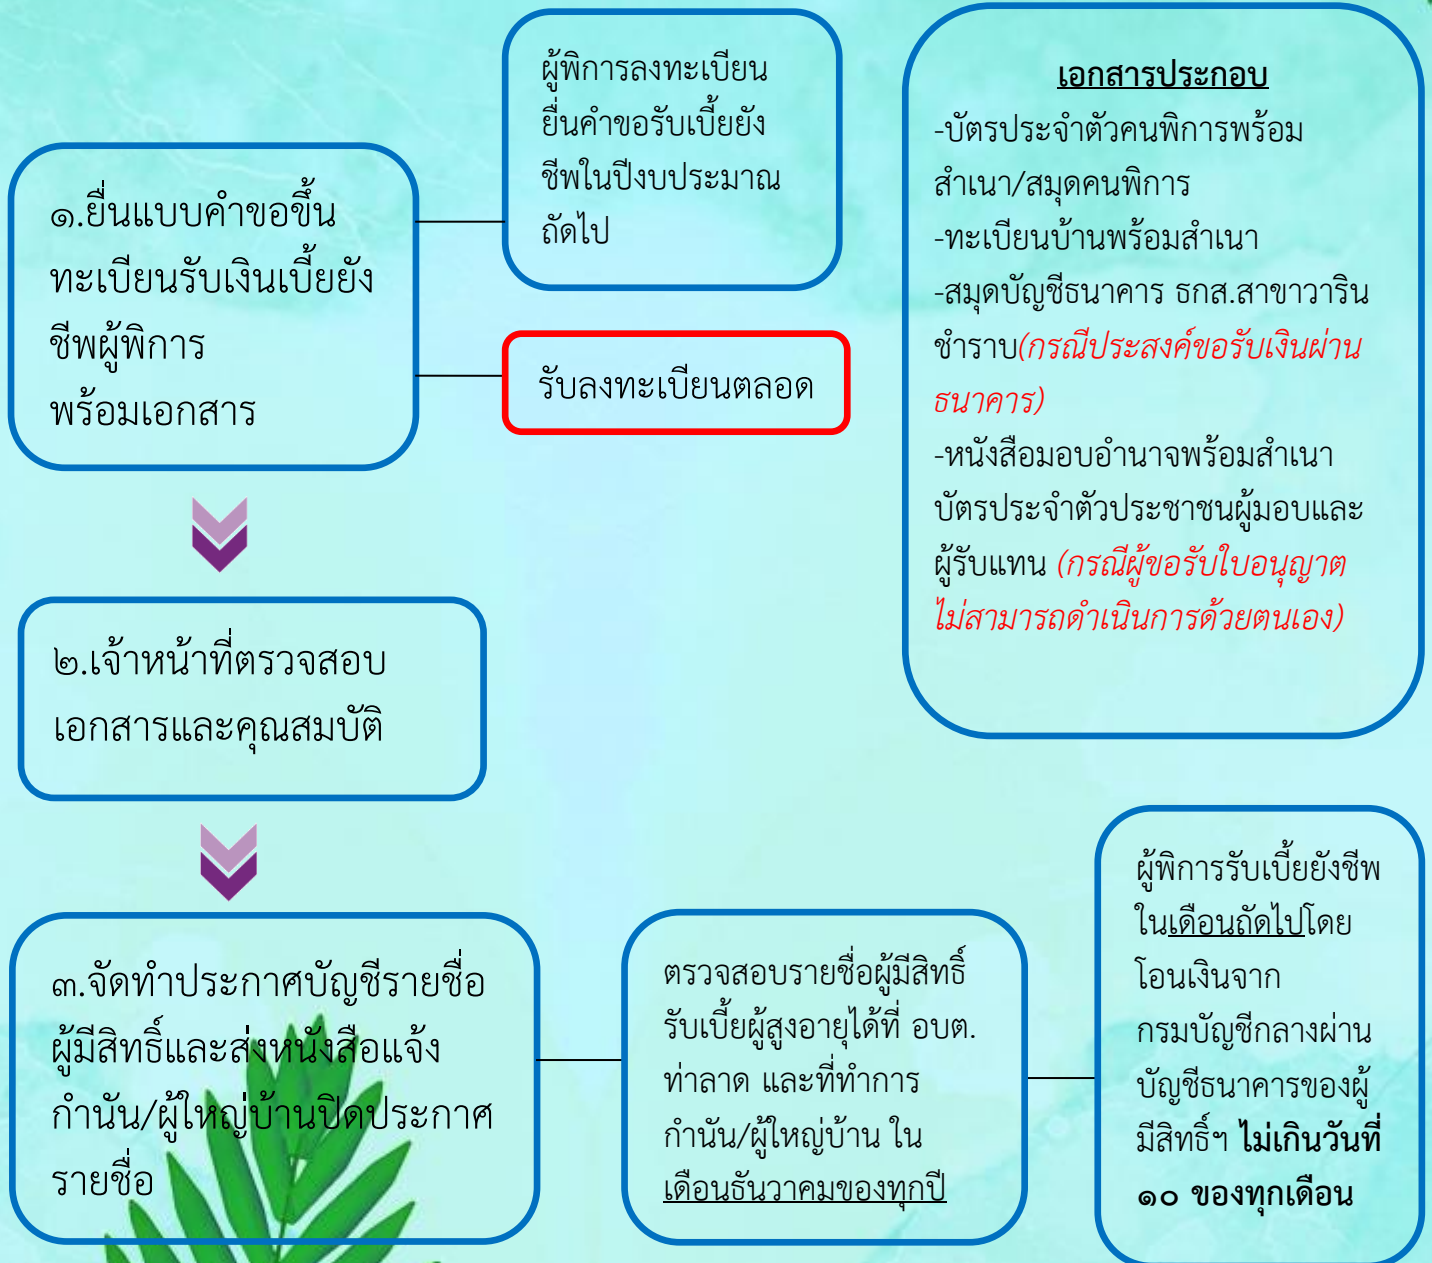 ๑.ยื่นแบบคำขอขึ้น
ทะเบียนรับเงินเบี้ยยัง
ชีพผู้พิการ
พร้อมเอกสาร
ผู้พิการลงทะเบียน
ยื่นคำขอรับเบี้ยยัง
ชีพในปีงบประมาณ
ถัดไป
รับลงทะเบียนตลอด
เอกสารประกอบ
-บัตรประจำตัวคนพิการพร้อม
สำเนา/สมุดคนพิการ
-ทะเบียนบ้านพร้อมสำเนา
-สมุดบัญชีธนาคาร ธกส.สาขาวาริน
ชำราบ(กรณีประสงค์ขอรับเงินผ่าน
ธนาคาร)
-หนังสือมอบอำนาจพร้อมสำเนา
บัตรประจำตัวประชาชนผู้มอบและ
ผู้รับแทน (กรณีผู้ขอรับใบอนุญาต
ไม่สามารถดำเนินการด้วยตนเอง)
๒.เจ้าหน้าที่ตรวจสอบ
เอกสารและคุณสมบัติ
๓.จัดทำประกาศบัญชีรายชื่อ
ผู้มีสิทธิ์และส่งหนังสือแจ้ง
กำนัน/ผู้ใหญ่บ้านปิดประกาศ
รายชื่อ
ตรวจสอบรายชื่อผู้มีสิทธิ์
รับเบี้ยผู้สูงอายุได้ที่ อบต.
ท่าลาด และที่ทำการ
กำนัน/ผู้ใหญ่บ้าน ใน
เดือนธันวาคมของทุกปี
ผู้พิการรับเบี้ยยังชีพ
ในเดือนถัดไปโดย
โอนเงินจาก
กรมบัญชีกลางผ่าน
บัญชีธนาคารของผู้
มีสิทธิ์ฯ ไม่เกินวันที่
๑๐ ของทุกเดือน